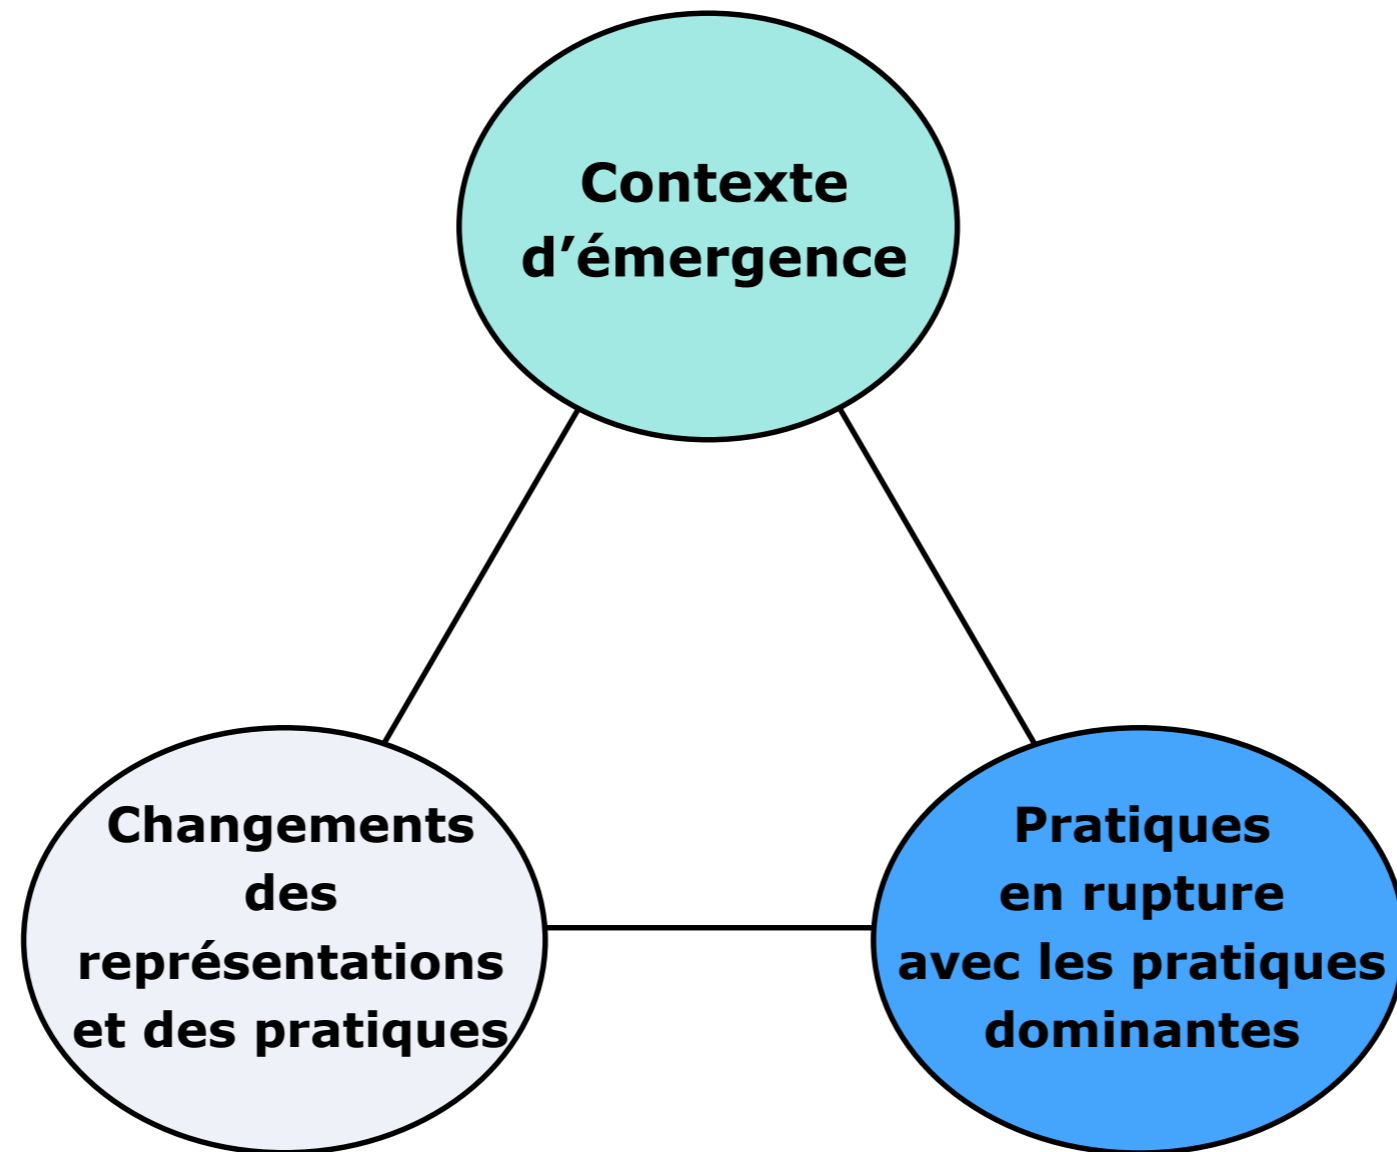 Contexte
d’émergence
Changements
des
représentations
et des pratiques
Pratiques
en rupture
avec les pratiques
dominantes